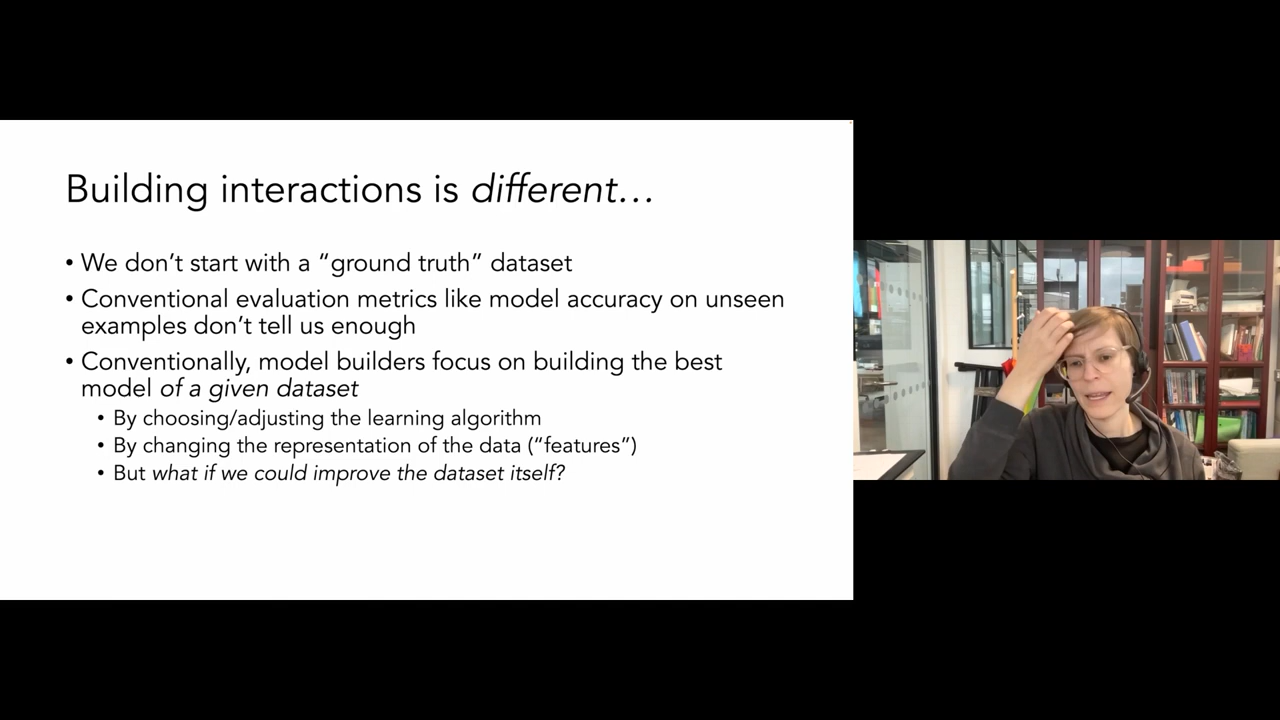 Building interactions is different…
• We don’t start with a “ground truth” dataset
• Conventional evaluation metrics like model accuracy on unseen
examples don’t tell us enough
• Conventionally, model builders focus on building the best
model of a given dataset
• By choosing/adjusting the learning algorithm
• By changing the representation of the data (“features”)
• But what if we could improve the dataset itself?